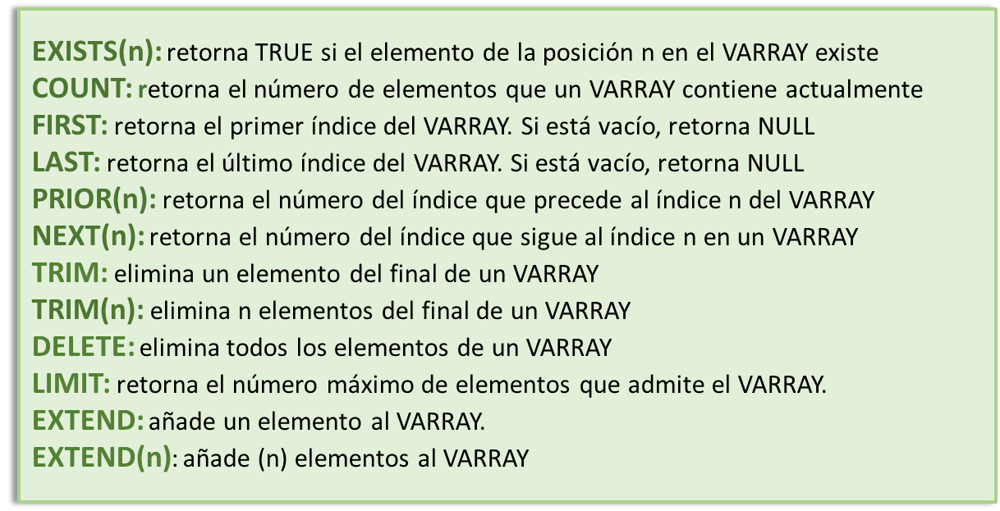 EXISTS(n): retorna TRUE si el elemento de la posición n en el VARRAY existe
COUNT: retorna el número de elementos que un VARRAY contiene actualmente
FIRST: retorna el primer índice del VARRAY. Si está vacío, retorna NULL
LAST: retorna el último índice del VARRAY. Si está vacío, retorna NULL
PRIOR(n): retorna el número del índice que precede al índice n del VARRAY
NEXT(n): retorna el número del índice que sigue al índice n en un VARRAY
TRIM: elimina un elemento del final de un VARRAY
TRIM(n): elimina n elementos del final de un VARRAY
DELETE: elimina todos los elementos de un VARRAY
LIMIT: retorna el número máximo de elementos que admite el VARRAY.
EXTEND: añade un elemento al VARRAY.
EXTEND(n): añade (n) elementos al VARRAY